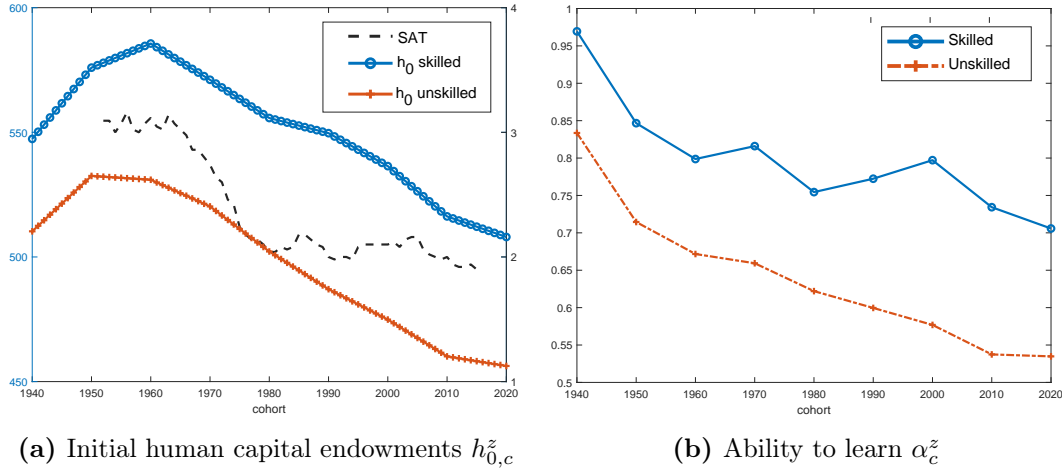 600
550
500
450
4
3
2
1
SAT
h0 skilled
h0 unskilled
1940 1950 1960 1970 1980 1990 2000 2010 2020
cohort
(a) Initial human capital endowments h^z_{0,c}
1
0.95
0.9
0.85
0.8
0.75
0.7
0.65
0.6
0.55
0.5
Skilled
Unskilled
1940 1950 1960 1970 1980 1990 2000 2010 2020
cohort
(b) Ability to learn α^z_c